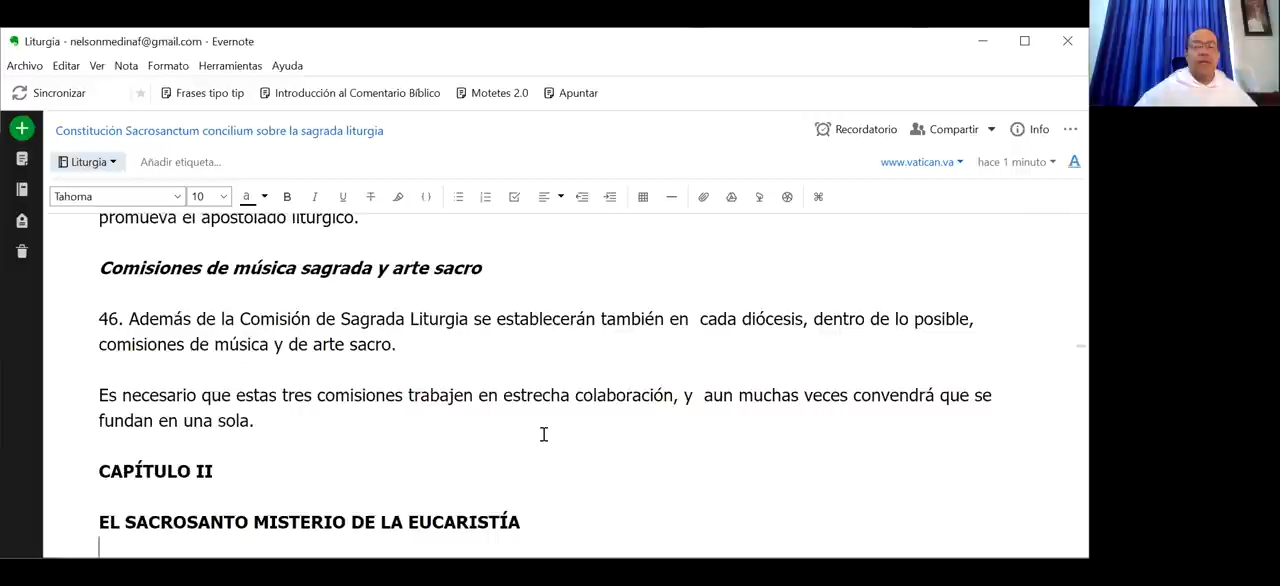 Liturgia - nelsonmedinaf@gmail.com - Evernote
Archivo Editar Ver Nota Formato Herramientas Ayuda
Sincronizar Frases tipo tip Introducción al Comentario Bíblico Motetes 2.0 Apuntar
Constitución Sacrosanctum concilium sobre la sagrada liturgia Recordatorio Compartir Info
Liturgia Añadir etiqueta... www.vatican.va hace 1 minuto A
Tahoma 10 a B I U T
promueva el apostolado litúrgico.
Comisiones de música sagrada y arte sacro
46. Además de la Comisión de Sagrada Liturgia se establecerán también en cada diócesis, dentro de lo posible,
comisiones de música y de arte sacro.
Es necesario que estas tres comisiones trabajen en estrecha colaboración, y aun muchas veces convendrá que se
fundan en una sola.
CAPÍTULO II
EL SACROSANTO MISTERIO DE LA EUCARISTÍA